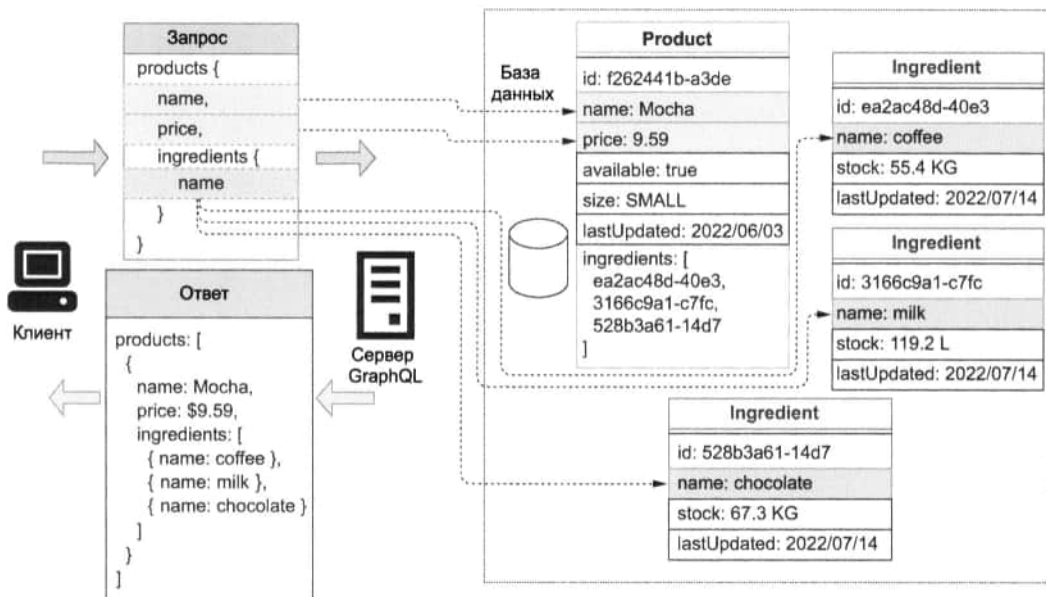 Запрос
products {
name,
price,
ingredients {
name
}
}
Клиент
Ответ
products: [
{
name: Mocha,
price: $9.59,
ingredients: [
{ name: coffee },
{ name: milk },
{ name: chocolate }
]
}
]
Сервер
GraphQL
База
данных
Product
id: f262441b-a3de
name: Mocha
price: 9.59
available: true
size: SMALL
lastUpdated: 2022/06/03
ingredients: [
ea2ac48d-40e3,
3166c9a1-c7fc,
528b3a61-14d7
]
Ingredient
id: ea2ac48d-40e3
name: coffee
stock: 55.4 KG
lastUpdated: 2022/07/14
Ingredient
id: 3166c9a1-c7fc
name: milk
stock: 119.2 L
lastUpdated: 2022/07/14
Ingredient
id: 528b3a61-14d7
name: chocolate
stock: 67.3 KG
lastUpdated: 2022/07/14